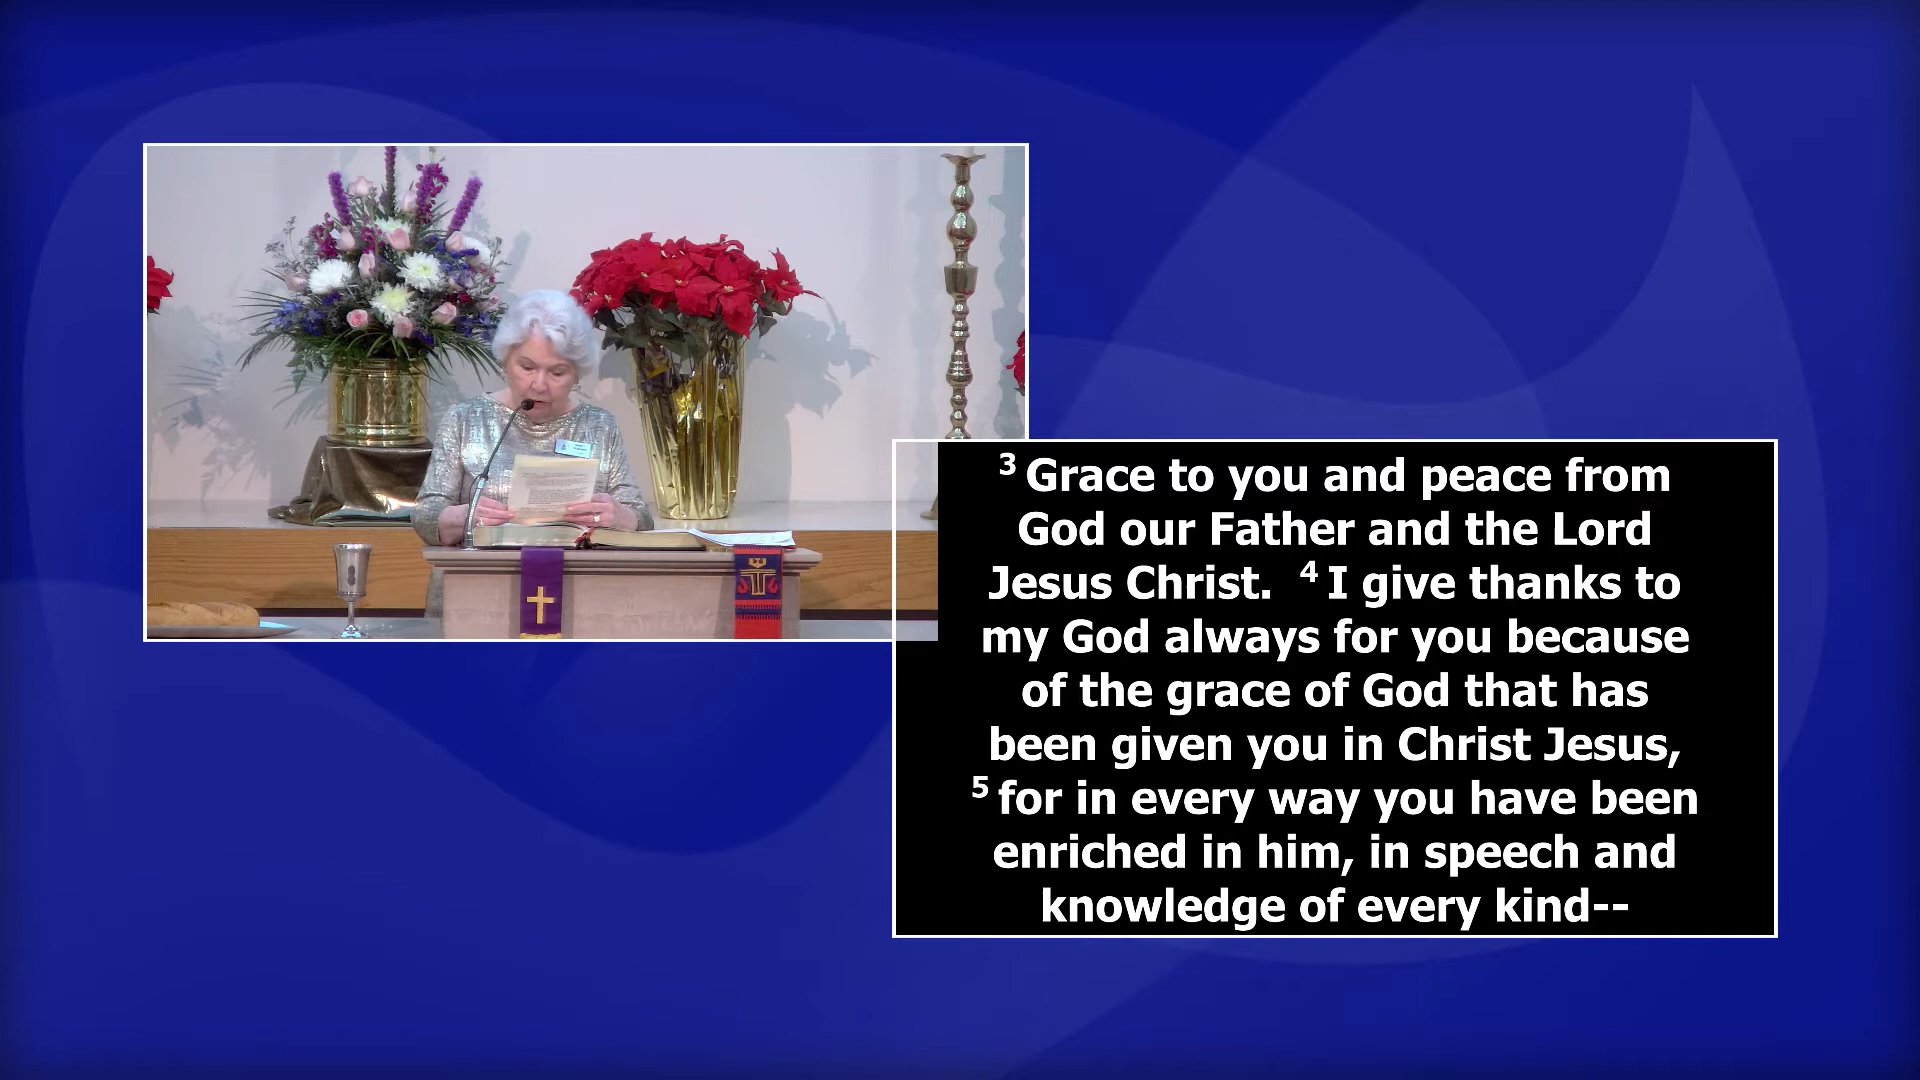 3 Grace to you and peace from
God our Father and the Lord
Jesus Christ. 4 I give thanks to
my God always for you because
of the grace of God that has
been given you in Christ Jesus,
5 for in every way you have been
enriched in him, in speech and
knowledge of every kind--